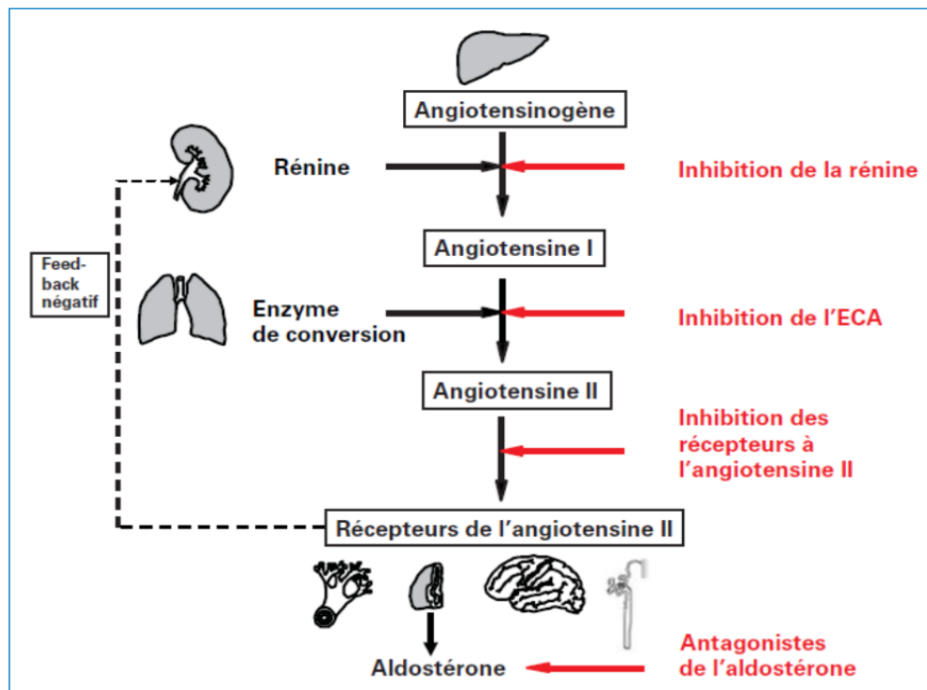 Angiotensinogène
Rénine
Inhibition de la rénine
Angiotensine I
Feed-
back
négatif
Enzyme
de conversion
Inhibition de l'ECA
Angiotensine II
Inhibition des
récepteurs à
l'angiotensine II
Récepteurs de l'angiotensine II
Aldostérone
Antagonistes
de l'aldostérone